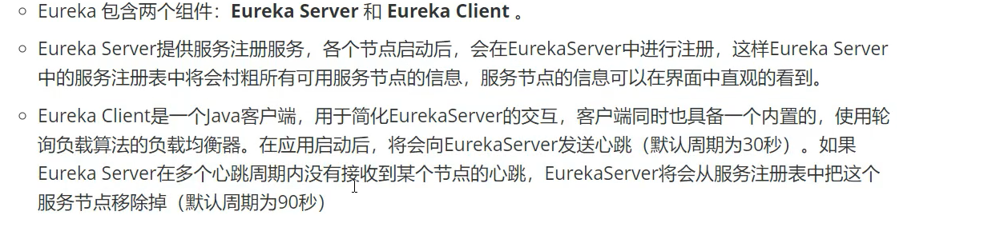 Eureka 包含两个组件：Eureka Server 和 Eureka Client 。
Eureka Server提供服务注册服务，各个节点启动后，会在EurekaServer中进行注册，这样Eureka Server
中的服务注册表中将会村粗所有可用服务节点的信息，服务节点的信息可以在界面中直观的看到。
Eureka Client是一个Java客户端，用于简化EurekaServer的交互，客户端同时也具备一个内置的，使用轮
询负载算法的负载均衡器。在应用启动后，将会向EurekaServer发送心跳（默认周期为30秒）。如果
Eureka Server在多个心跳周期内没有接收到某个节点的心跳，EurekaServer将会从服务注册表中把这个
服务节点移除掉（默认周期为90秒）